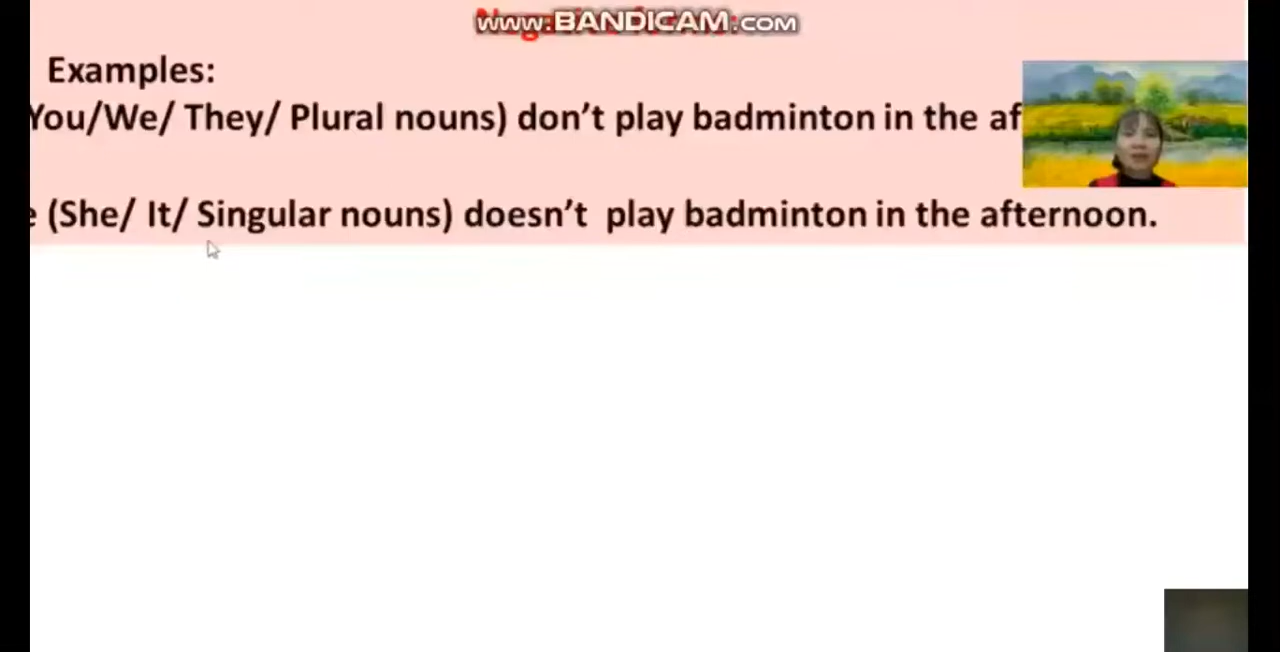 www.BANDICAM.com
Examples:
You/We/ They/ Plural nouns) don’t play badminton in the
(She/ It/ Singular nouns) doesn’t play badminton in the afternoon.